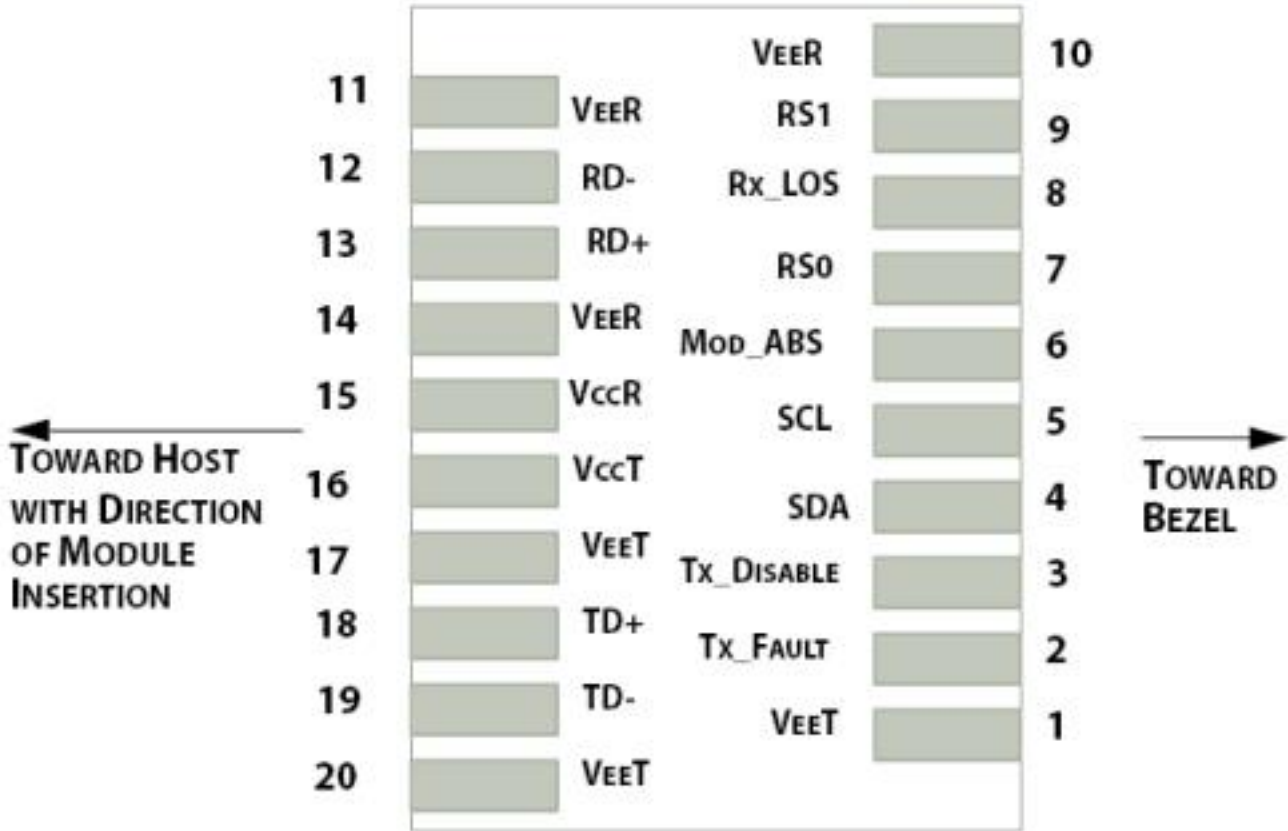 VEER 10
11 VEER
RS1 9
12 RD-
Rx_LOS 8
13 RD+
RS0 7
14 VEER
MOD_ABS 6
15 VCCR
SCL 5
TOWARD HOST
WITH DIRECTION
OF MODULE
INSERTION
16 VCCT
SDA 4
TOWARD
BEZEL
17 VEET
TX_DISABLE 3
18 TD+
TX_FAULT 2
19 TD-
VEET 1
20 VEET